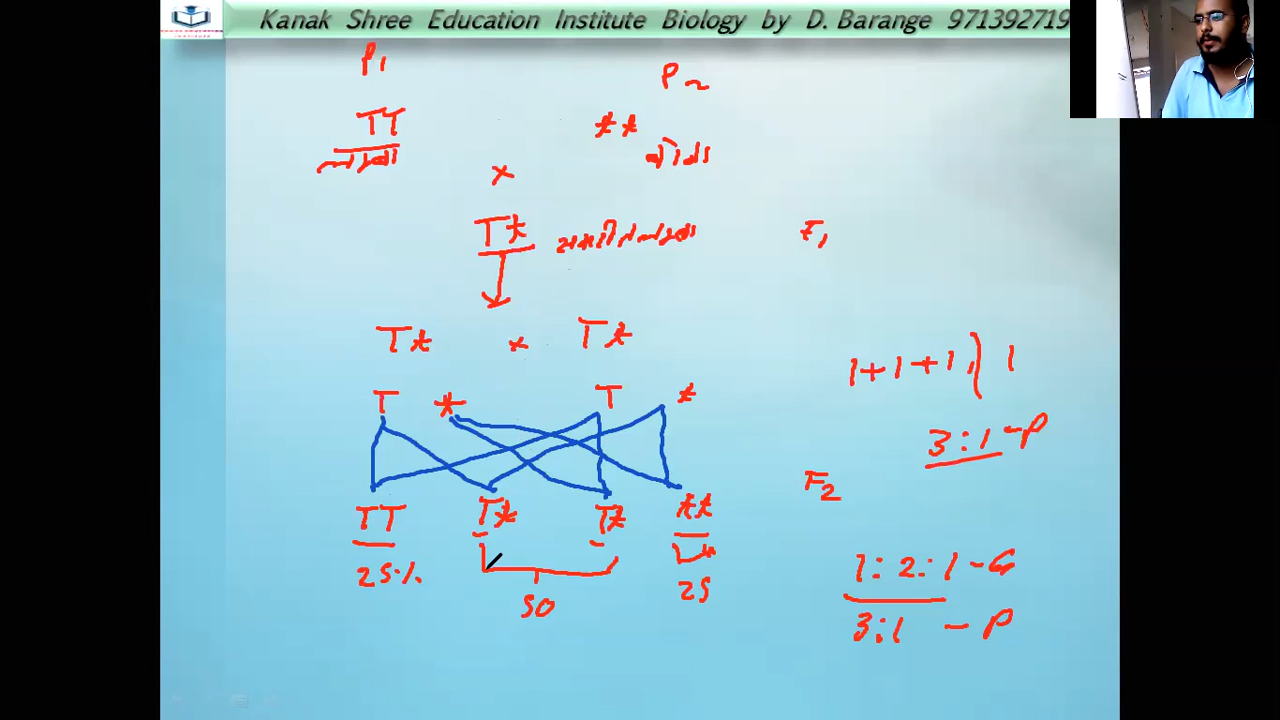 Kanak Shree Education Institute Biology by D. Barange 971392719
P1
P2
TT
tt
×
Tt
F1
Tt × Tt
1+1+1, ) 1
T t T t
3:1 - P
F2
TT Tt Tt tt
1:2:1 - G
25%.
50
25
3:1 - P